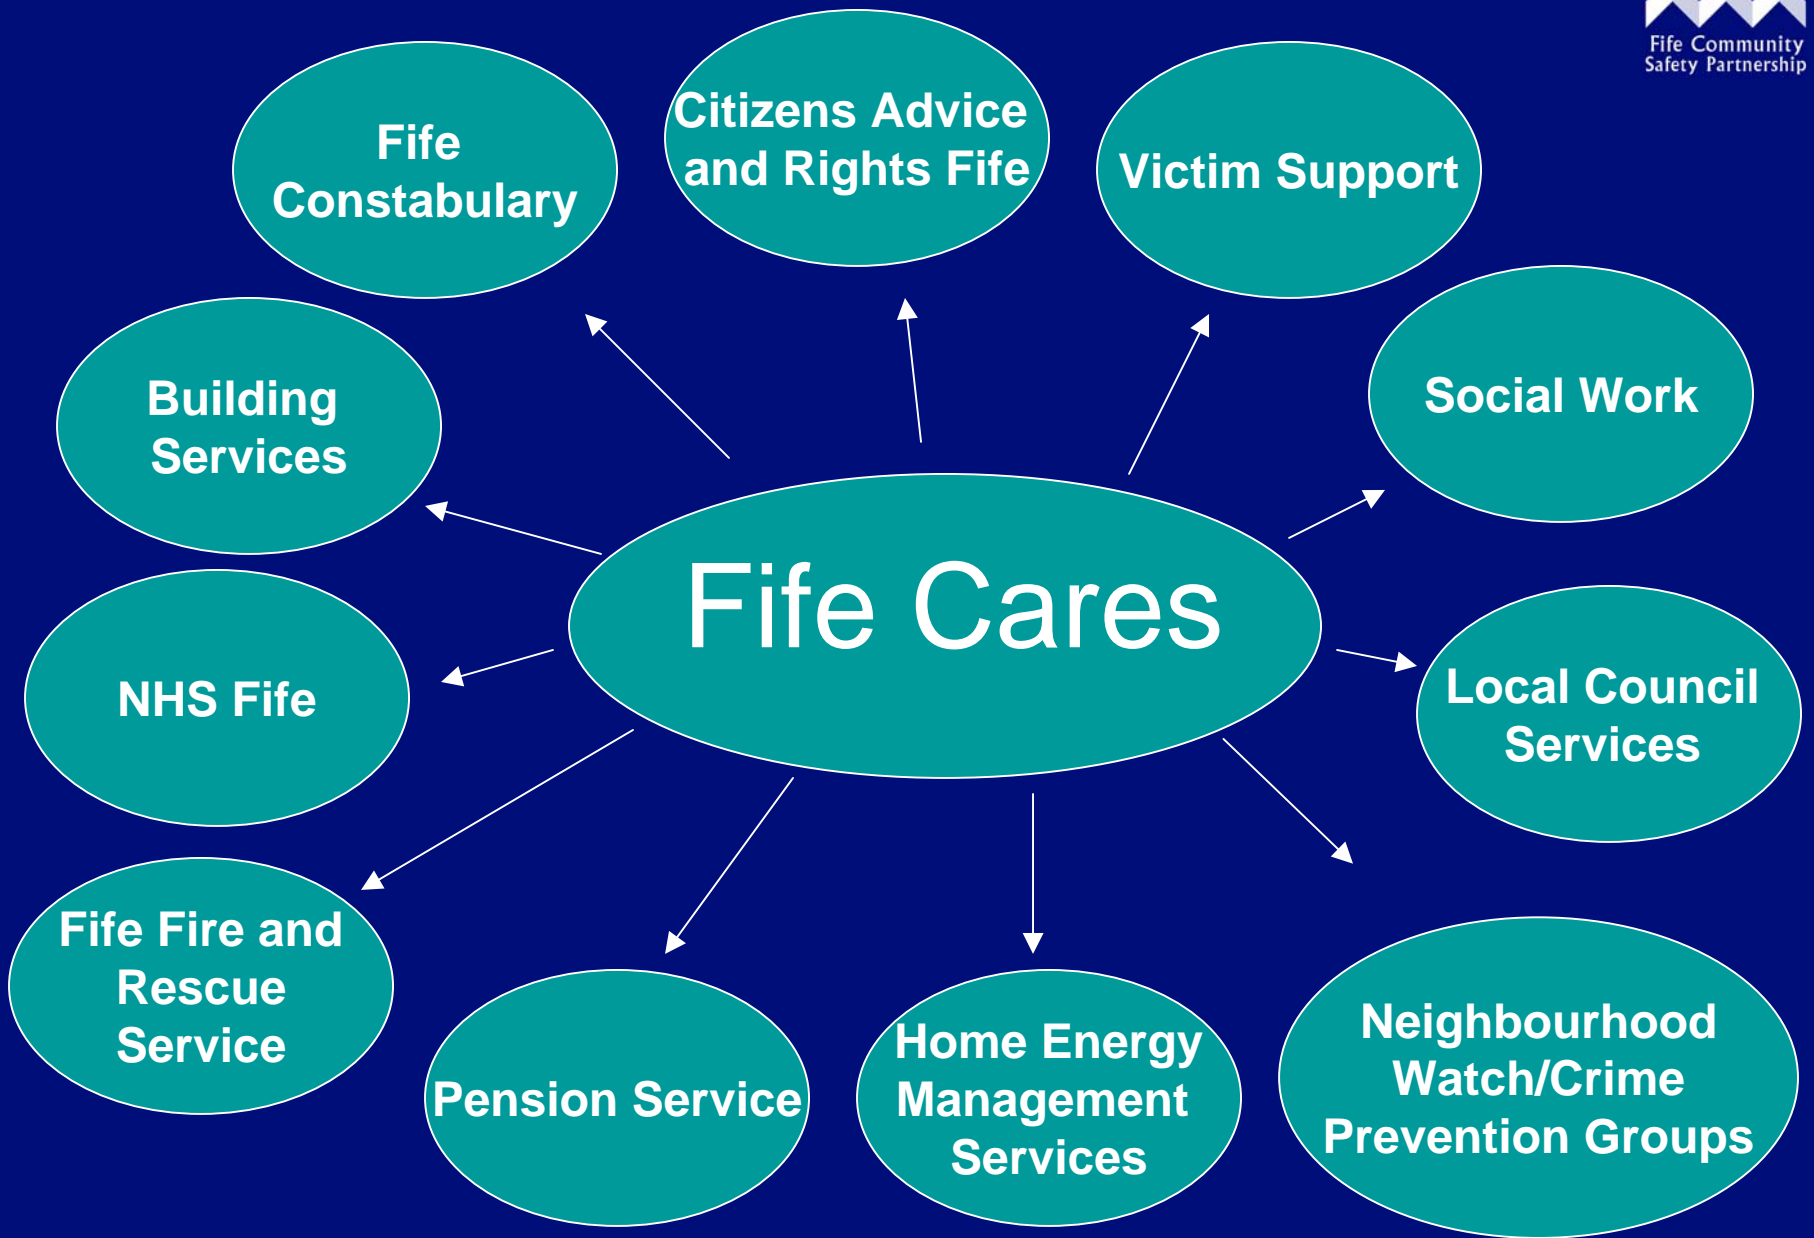 Fife Community
Safety Partnership
Fife
Constabulary
Citizens Advice
and Rights Fife
Victim Support
Building
Services
Social Work
Fife Cares
NHS Fife
Local Council
Services
Fife Fire and
Rescue
Service
Pension Service
Home Energy
Management
Services
Neighbourhood
Watch/Crime
Prevention Groups